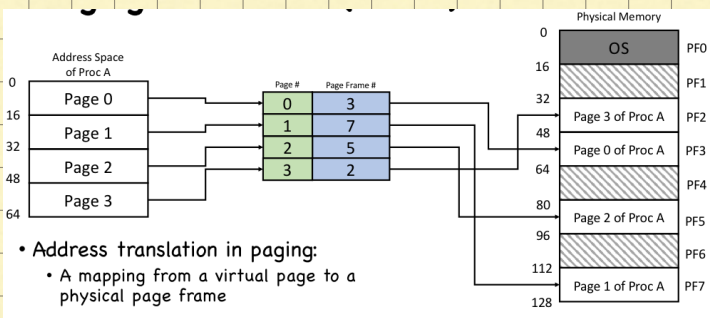 Physical Memory
Address Space
of Proc A
0
16
32
48
64
Page 0
Page 1
Page 2
Page 3
Page #
Page Frame #
0 3
1 7
2 5
3 2
0
16
32
48
64
80
96
112
128
OS
Page 3 of Proc A
Page 0 of Proc A
Page 2 of Proc A
Page 1 of Proc A
PF0
PF1
PF2
PF3
PF4
PF5
PF6
PF7
• Address translation in paging:
• A mapping from a virtual page to a
physical page frame